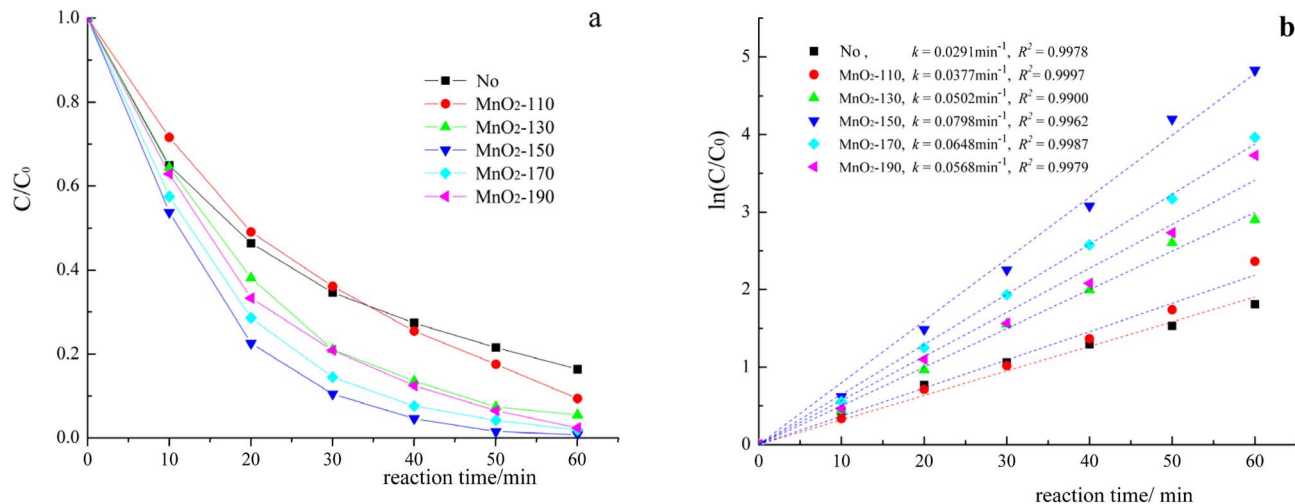 a
1.0
0.8
0.6
0.4
0.2
0.0
C/C₀
No
MnO₂-110
MnO₂-130
MnO₂-150
MnO₂-170
MnO₂-190
0 10 20 30 40 50 60
reaction time/min
b
5
4
3
2
1
0
ln(C/C₀)
No , k = 0.0291min⁻¹, R² = 0.9978
MnO₂-110, k = 0.0377min⁻¹, R² = 0.9997
MnO₂-130, k = 0.0502min⁻¹, R² = 0.9900
MnO₂-150, k = 0.0798min⁻¹, R² = 0.9962
MnO₂-170, k = 0.0648min⁻¹, R² = 0.9987
MnO₂-190, k = 0.0568min⁻¹, R² = 0.9979
0 10 20 30 40 50 60
reaction time/ min